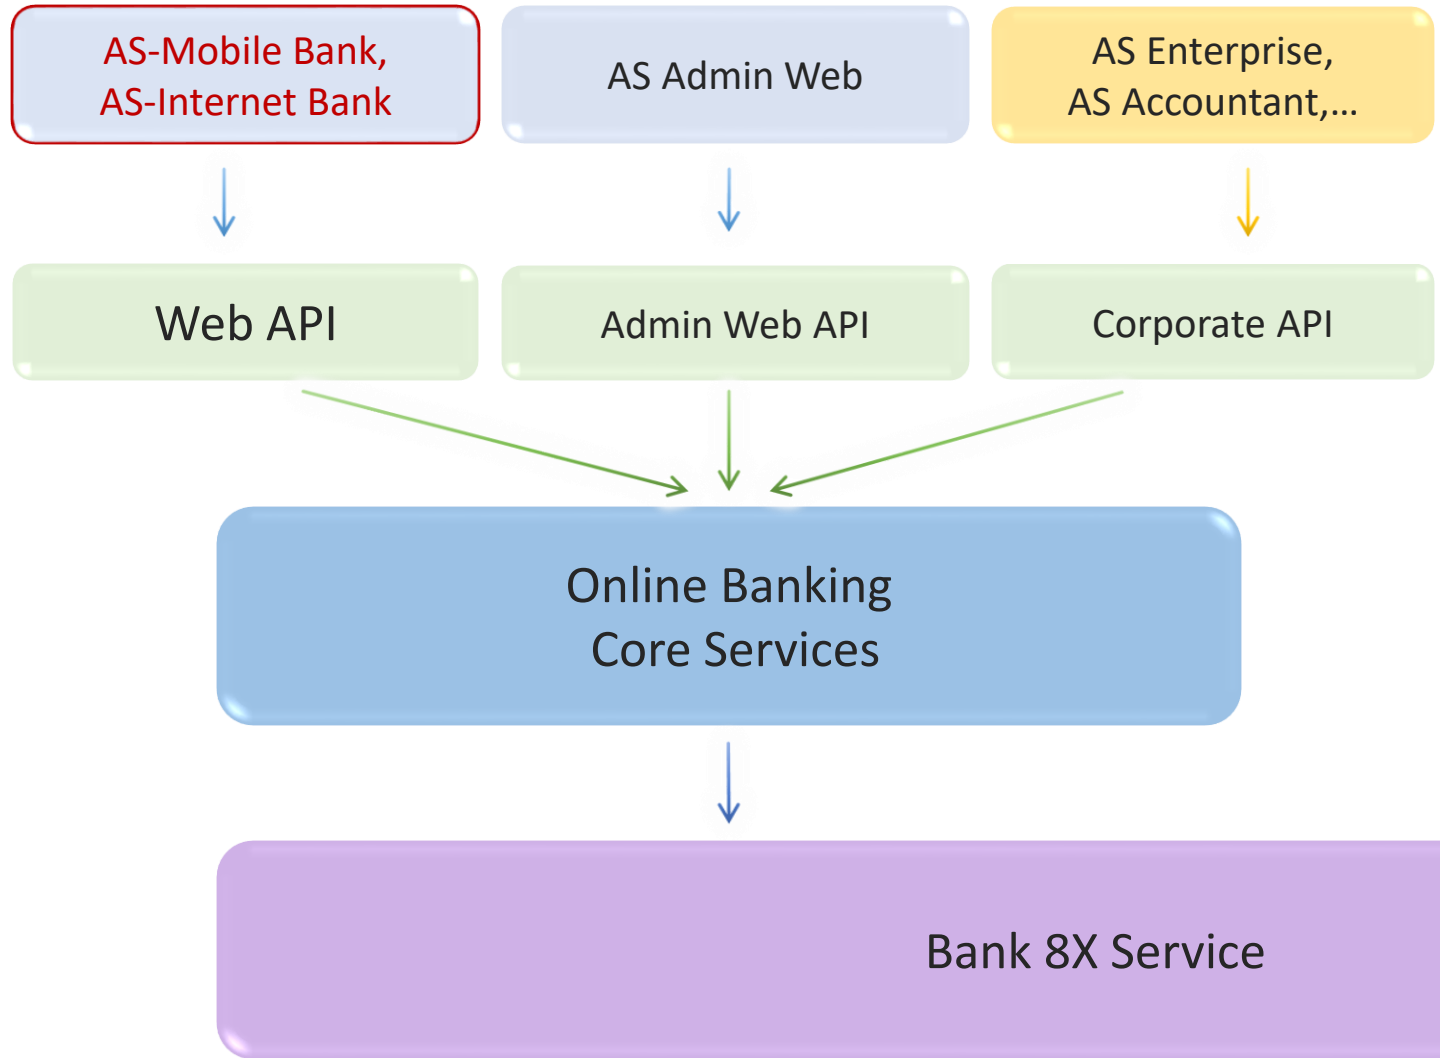 AS-Mobile Bank,
AS-Internet Bank
AS Admin Web
AS Enterprise,
AS Accountant,...
Web API
Admin Web API
Corporate API
Online Banking
Core Services
Bank 8X Service